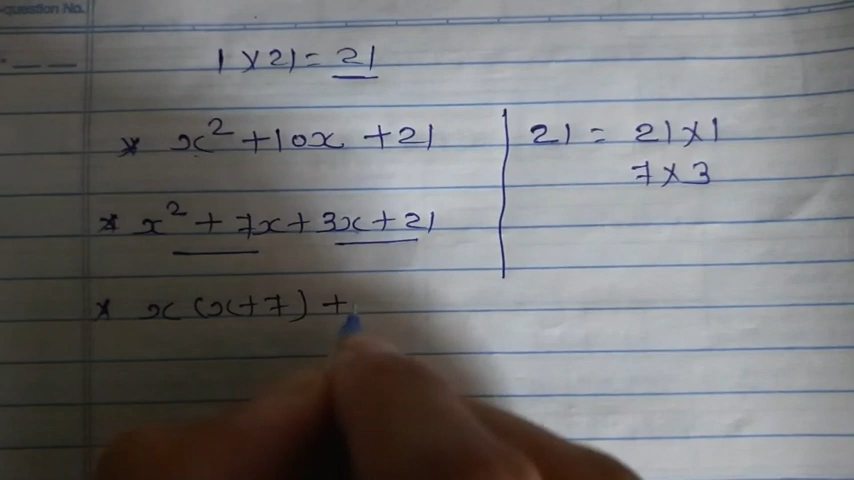 question No.
1 × 21 = 21
* x² + 10x + 21
21 = 21 × 1
7 × 3
* x² + 7x + 3x + 21
* x (x + 7) +